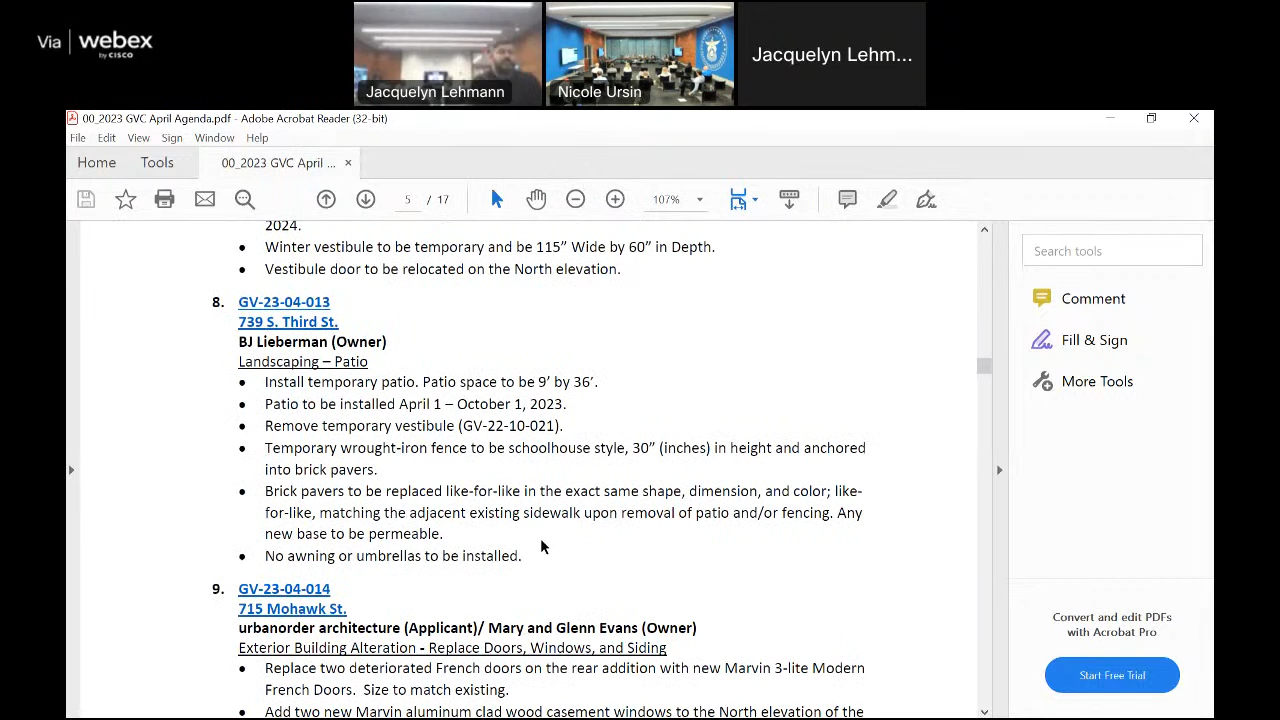 Via | webex
by CISCO
Jacquelyn Lehmann
Nicole Ursin
Jacquelyn Lehm...
00_2023 GVC April Agenda.pdf - Adobe Acrobat Reader (32-bit)
File Edit View Sign Window Help
Home Tools 00_2023 GVC April ... ×
5 / 17 107%
2024.
• Winter vestibule to be temporary and be 115” Wide by 60” in Depth.
• Vestibule door to be relocated on the North elevation.
8. GV-23-04-013
739 S. Third St.
BJ Lieberman (Owner)
Landscaping – Patio
• Install temporary patio. Patio space to be 9’ by 36’.
• Patio to be installed April 1 – October 1, 2023.
• Remove temporary vestibule (GV-22-10-021).
• Temporary wrought-iron fence to be schoolhouse style, 30” (inches) in height and anchored
into brick pavers.
• Brick pavers to be replaced like-for-like in the exact same shape, dimension, and color; like-
for-like, matching the adjacent existing sidewalk upon removal of patio and/or fencing. Any
new base to be permeable.
• No awning or umbrellas to be installed.
9. GV-23-04-014
715 Mohawk St.
urbanorder architecture (Applicant)/ Mary and Glenn Evans (Owner)
Exterior Building Alteration - Replace Doors, Windows, and Siding
• Replace two deteriorated French doors on the rear addition with new Marvin 3-lite Modern
French Doors. Size to match existing.
• Add two new Marvin aluminum clad wood casement windows to the North elevation of the
Search tools
Comment
Fill & Sign
More Tools
Convert and edit PDFs
with Acrobat Pro
Start Free Trial